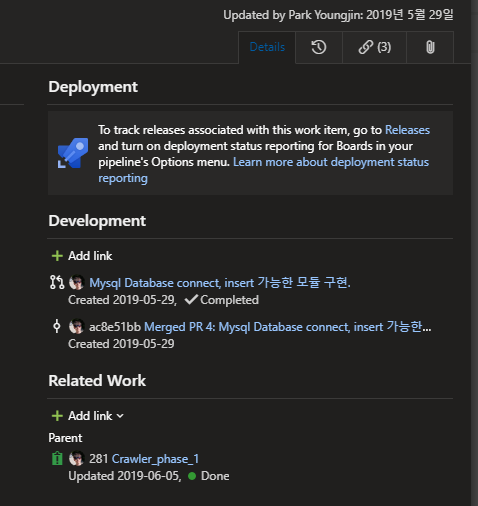 Updated by Park Youngjin: 2019년 5월 29일
Details
(3)
Deployment
To track releases associated with this work item, go to Releases
and turn on deployment status reporting for Boards in your
pipeline's Options menu. Learn more about deployment status
reporting
Development
+ Add link
Mysql Database connect, insert 가능한 모듈 구현.
Created 2019-05-29, Completed
ac8e51bb Merged PR 4: Mysql Database connect, insert 가능한...
Created 2019-05-29
Related Work
+ Add link
Parent
281 Crawler_phase_1
Updated 2019-06-05, Done